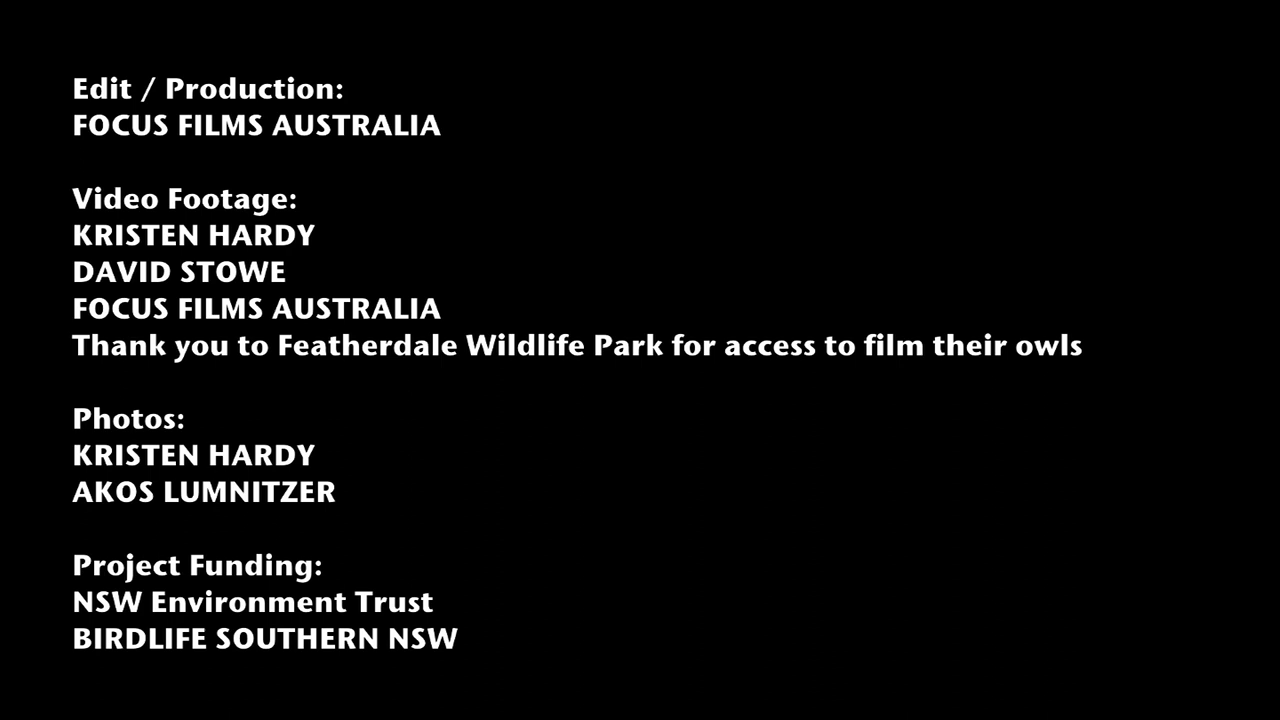 Edit / Production:
FOCUS FILMS AUSTRALIA
Video Footage:
KRISTEN HARDY
DAVID STOWE
FOCUS FILMS AUSTRALIA
Thank you to Featherdale Wildlife Park for access to film their owls
Photos:
KRISTEN HARDY
AKOS LUMNITZER
Project Funding:
NSW Environment Trust
BIRDLIFE SOUTHERN NSW